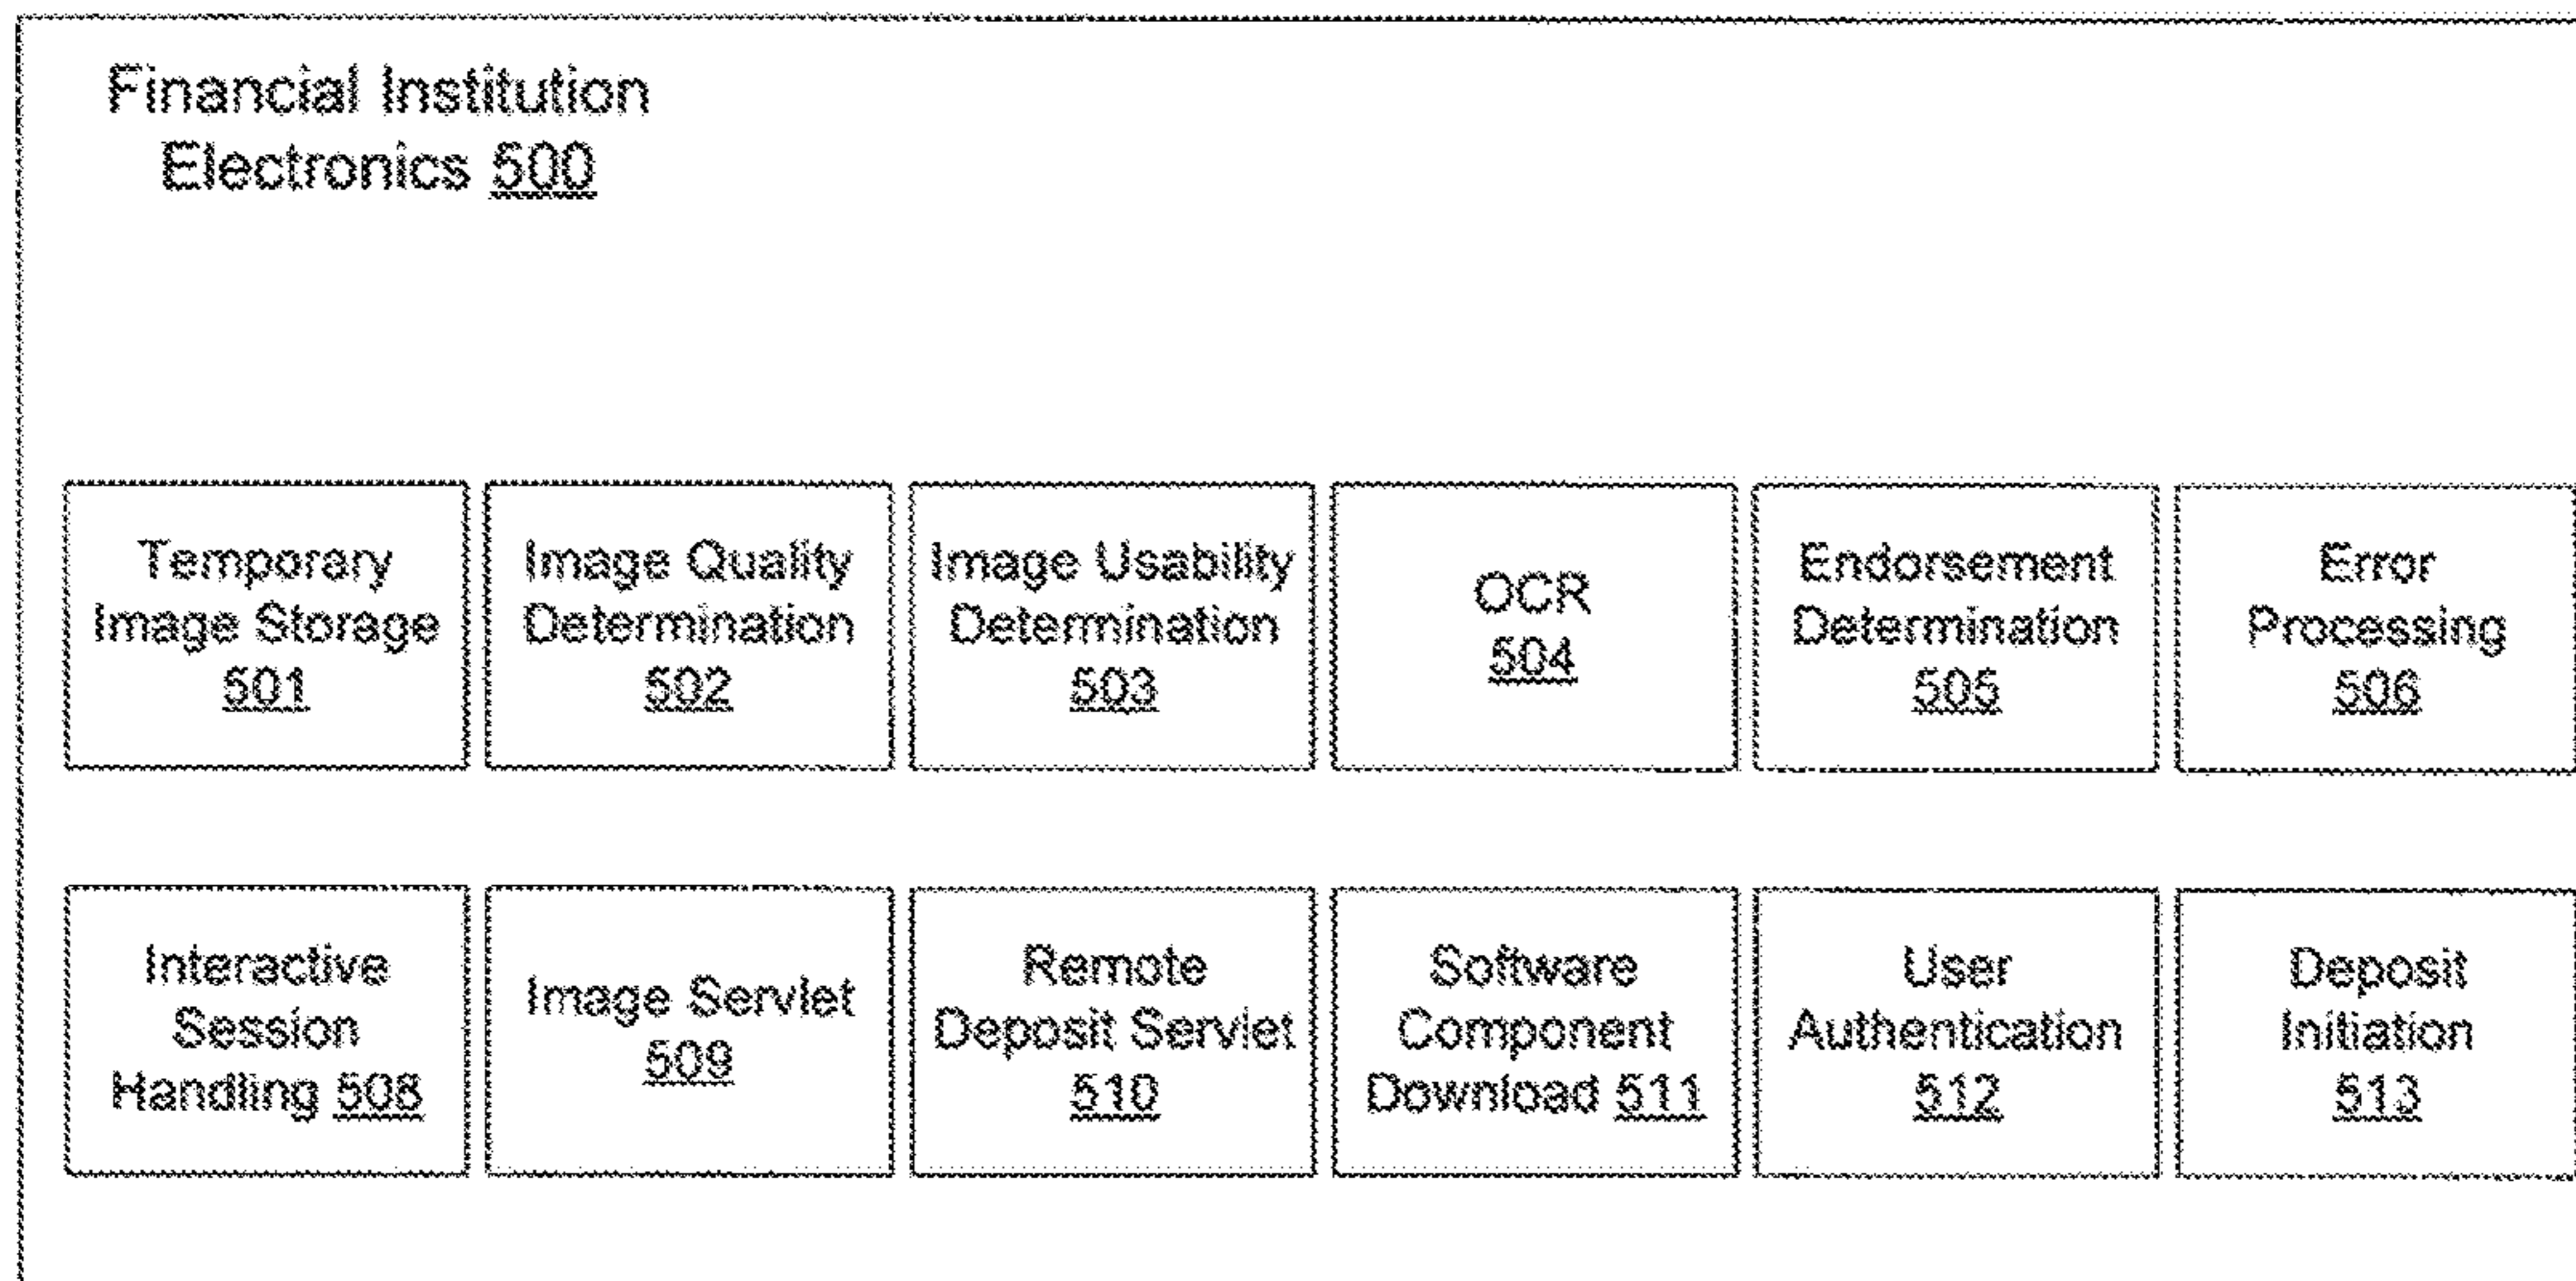 Financial Institution
Electronics 500
Temporary
Image Storage
501
Image Quality
Determination
502
Image Usability
Determination
503
OCR
504
Endorsement
Determination
505
Error
Processing
506
Interactive
Session
Handling 508
Image Servlet
509
Remote
Deposit Servlet
510
Software
Component
Download 511
User
Authentication
512
Deposit
Initiation
513